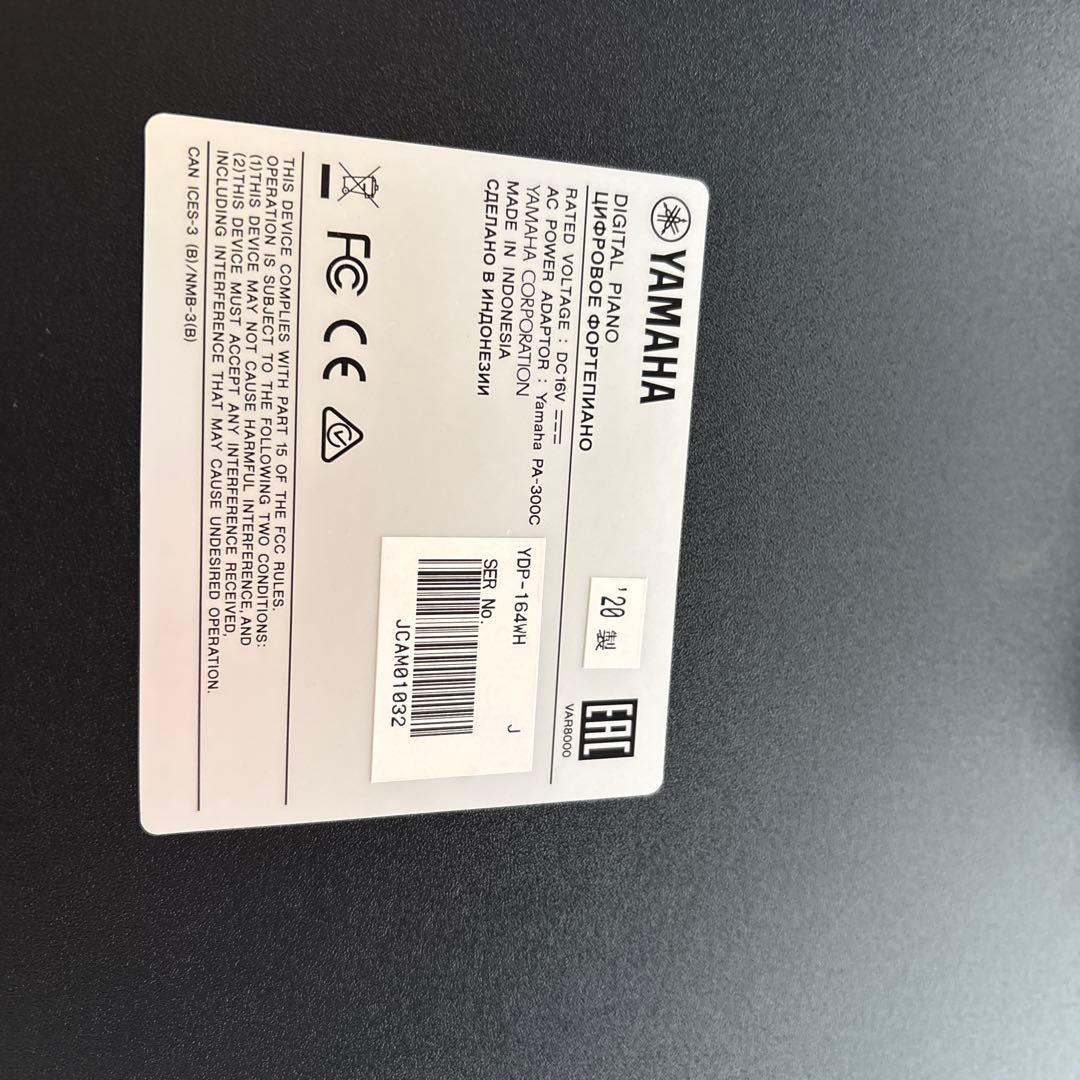 YAMAHA
DIGITAL PIANO
ЦИФРОВОЕ ФОРТЕПИАНО
'20 製
EAC
VAR8000
RATED VOLTAGE : DC16V
AC POWER ADAPTOR : Yamaha PA-300C
YAMAHA CORPORATION
MADE IN INDONESIA
СДЕЛАНО В ИНДОНЕЗИИ
YDP-164WH J
SER No.
JCAM01032
FC CE
THIS DEVICE COMPLIES WITH PART 15 OF THE FCC RULES.
OPERATION IS SUBJECT TO THE FOLLOWING TWO CONDITIONS:
(1)THIS DEVICE MAY NOT CAUSE HARMFUL INTERFERENCE, AND
(2)THIS DEVICE MUST ACCEPT ANY INTERFERENCE RECEIVED,
INCLUDING INTERFERENCE THAT MAY CAUSE UNDESIRED OPERATION.
CAN ICES-3 (B)/NMB-3(B)